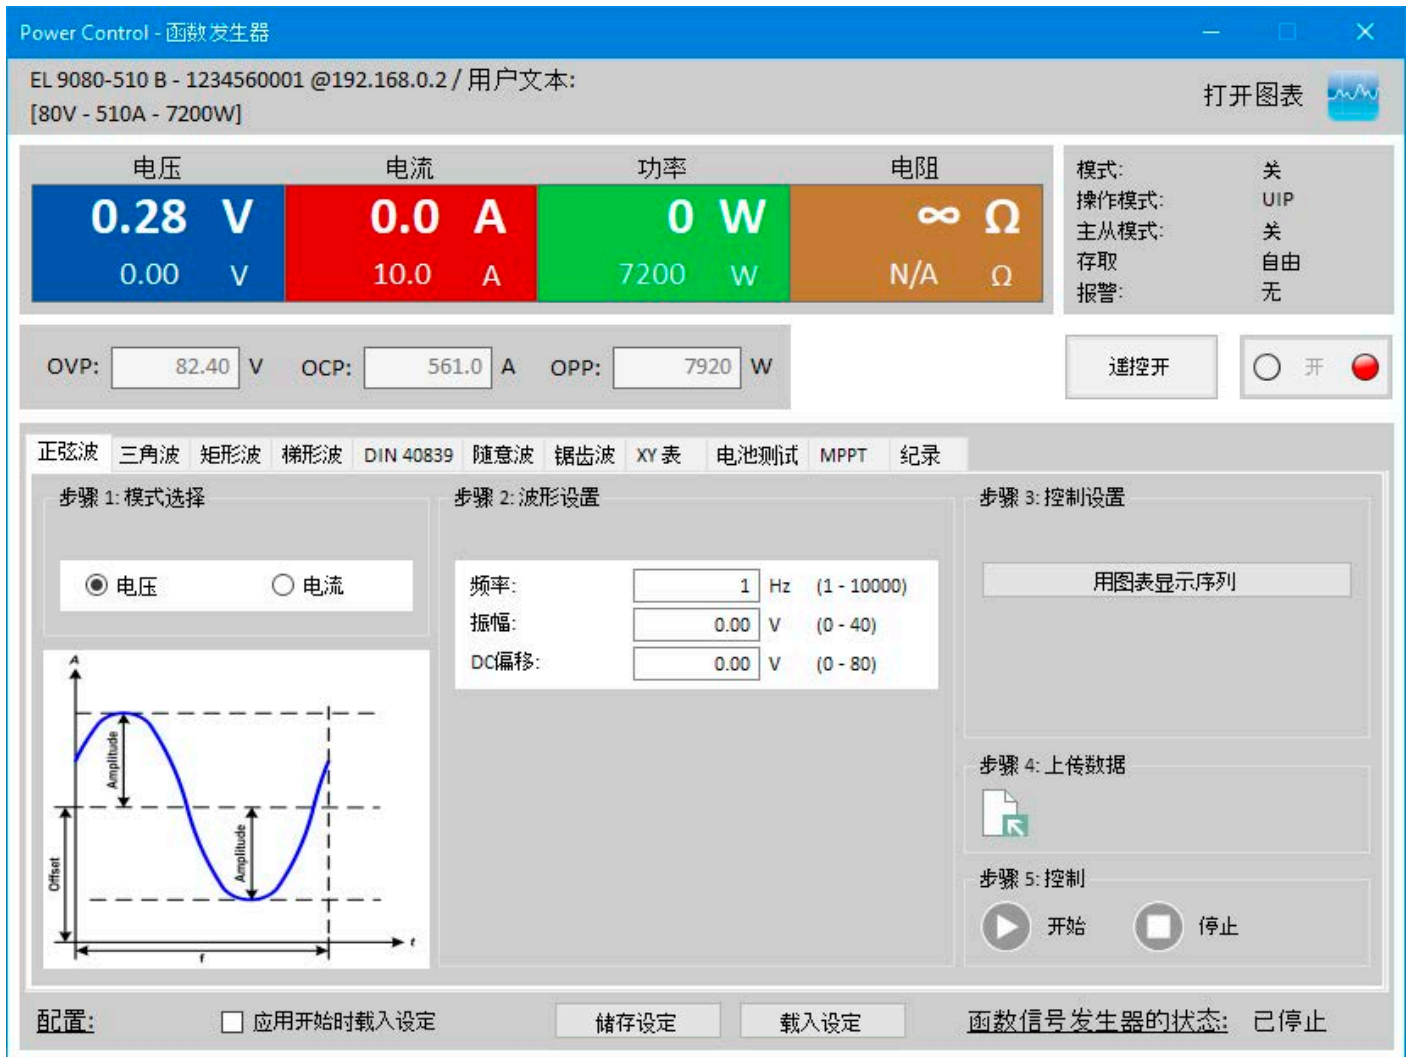 Power Control - 函数发生器
EL 9080-510 B - 1234560001 @192.168.0.2 / 用户文本:
[80V - 510A - 7200W]
打开图表
电压 电流 功率 电阻
0.28 V 0.0 A 0 W ∞ Ω
0.00 V 10.0 A 7200 W N/A Ω
模式: 关
操作模式: UIP
主从模式: 关
存取 自由
报警: 无
OVP: 82.40 V OCP: 561.0 A OPP: 7920 W
遥控开
开
正弦波 三角波 矩形波 梯形波 DIN 40839 随意波 锯齿波 XY 表 电池测试 MPPT 纪录
步骤 1: 模式选择
电压 电流
A
Amplitude
Amplitude
Offset
t
f
步骤 2: 波形设置
频率: 1 Hz (1 - 10000)
振幅: 0.00 V (0 - 40)
DC偏移: 0.00 V (0 - 80)
步骤 3: 控制设置
用图表显示序列
步骤 4: 上传数据
步骤 5: 控制
开始 停止
配置: 应用开始时载入设定 储存设定 载入设定 函数信号发生器的状态: 已停止